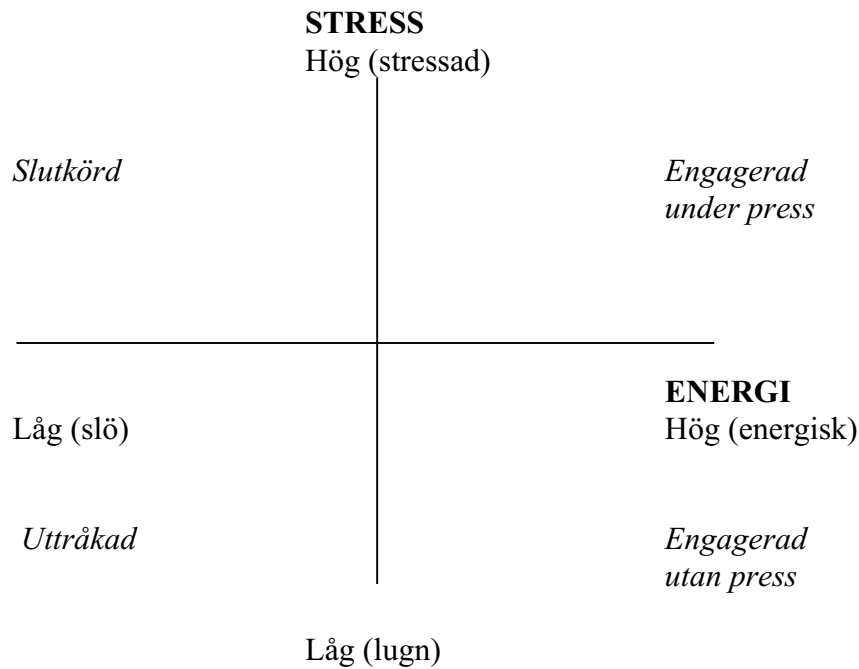 STRESS
Hög (stressad)
Slutkörd
Engagerad
under press
ENERGI
Låg (slö)
Hög (energisk)
Uttråkad
Engagerad
utan press
Låg (lugn)